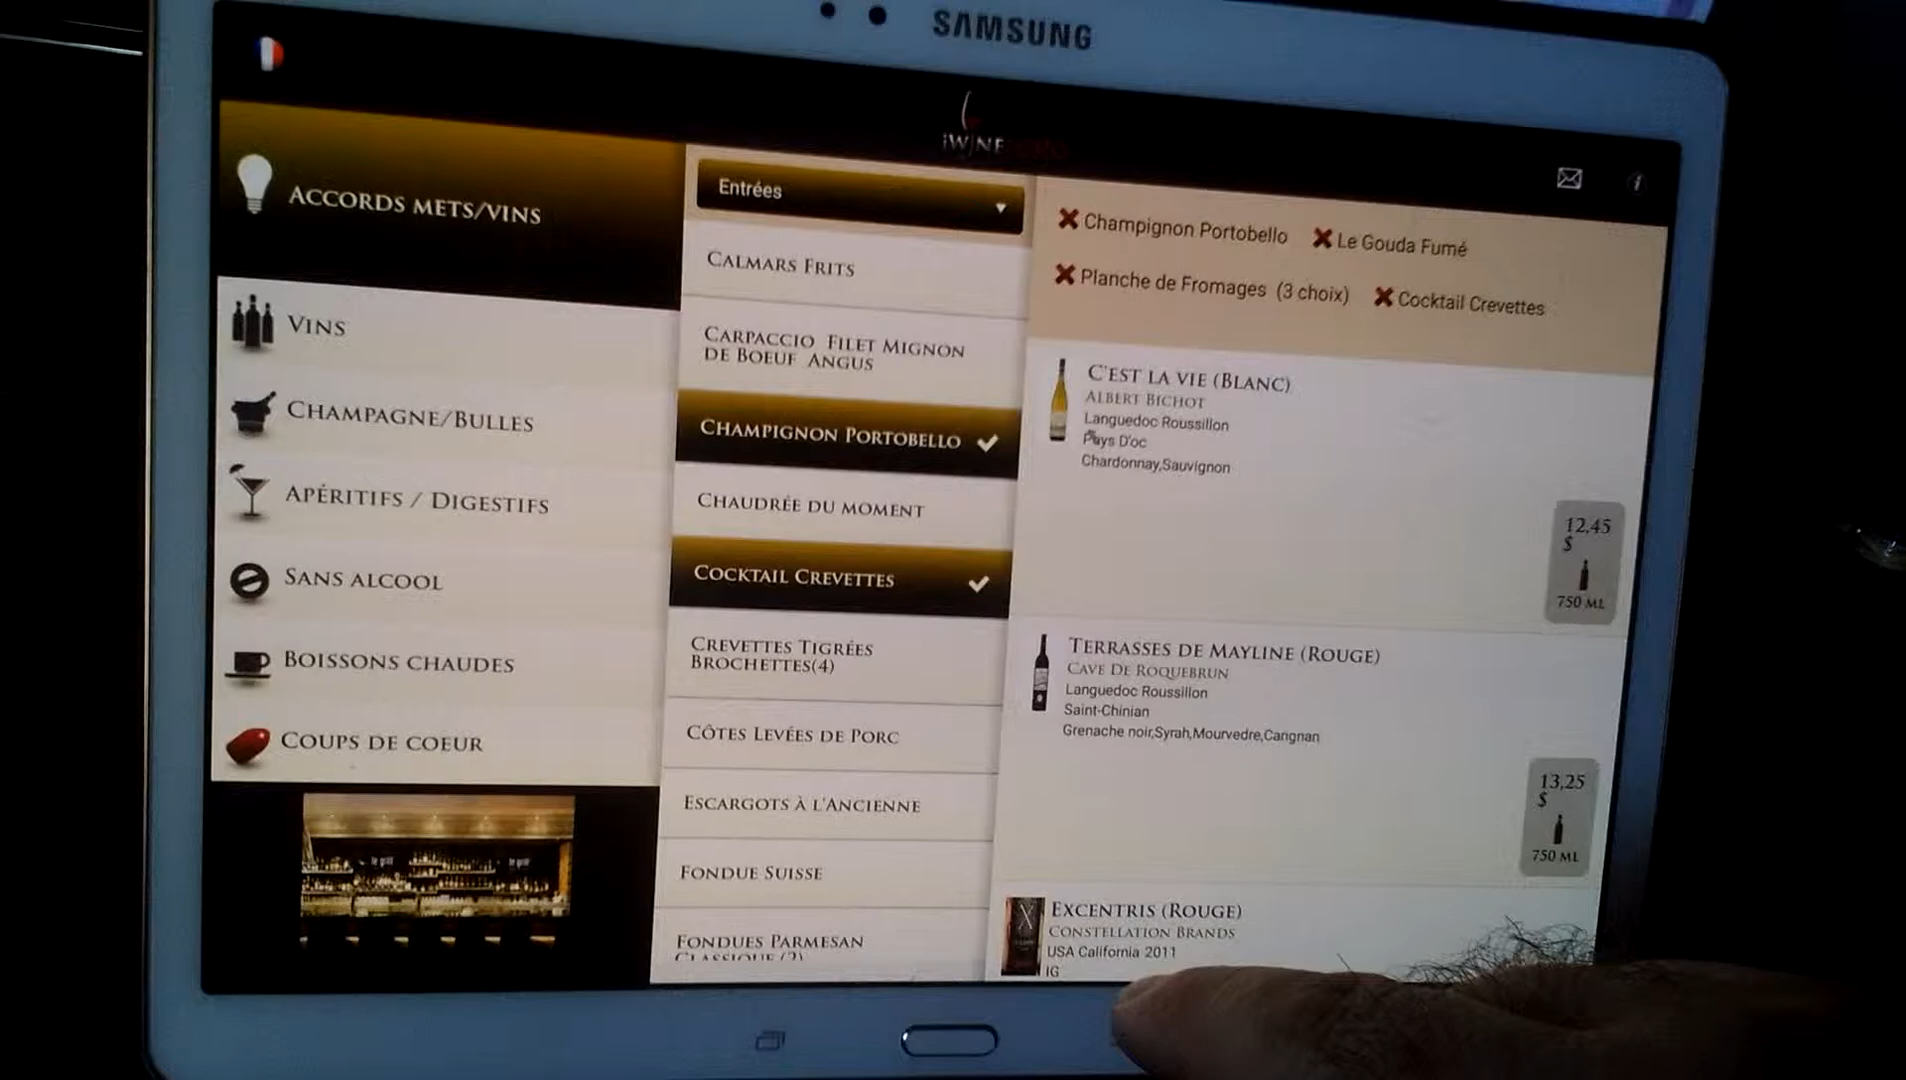 SAMSUNG
iWINE
ACCORDS METS/VINS
VINS
CHAMPAGNE/BULLES
APÉRITIFS / DIGESTIFS
SANS ALCOOL
BOISSONS CHAUDES
COUPS DE COEUR
Entrées
CALMARS FRITS
CARPACCIO FILET MIGNON
DE BOEUF ANGUS
CHAMPIGNON PORTOBELLO
CHAUDRÉE DU MOMENT
COCKTAIL CREVETTES
CREVETTES TIGRÉES
BROCHETTES(4)
CÔTES LEVÉES DE PORC
ESCARGOTS À L'ANCIENNE
FONDUE SUISSE
FONDUES PARMESAN
CLASSIQUE (2)
Champignon Portobello Le Gouda Fumé
Planche de Fromages (3 choix) Cocktail Crevettes
C'EST LA VIE (BLANC)
ALBERT BICHOT
Languedoc Roussillon
Pays D'oc
Chardonnay,Sauvignon
12,45
$
750 ML
TERRASSES DE MAYLINE (ROUGE)
CAVE DE ROQUEBRUN
Languedoc Roussillon
Saint-Chinian
Grenache noir,Syrah,Mourvedre,Carignan
13,25
$
750 ML
EXCENTRIS (ROUGE)
CONSTELLATION BRANDS
USA California 2011
IG